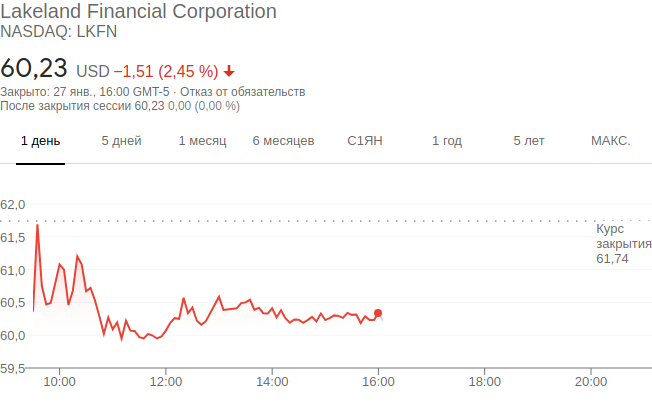 Lakeland Financial Corporation
NASDAQ: LKFN
60,23 USD −1,51 (2,45 %)
Закрыто: 27 янв., 16:00 GMT-5 · Отказ от обязательств
После закрытия сессии 60,23 0,00 (0,00 %)
1 день 5 дней 1 месяц 6 месяцев С1ЯН 1 год 5 лет МАКС.
62,0
61,5
61,0
60,5
60,0
59,5
Курс
закрытия
61,74
10:00 12:00 14:00 16:00 18:00 20:00